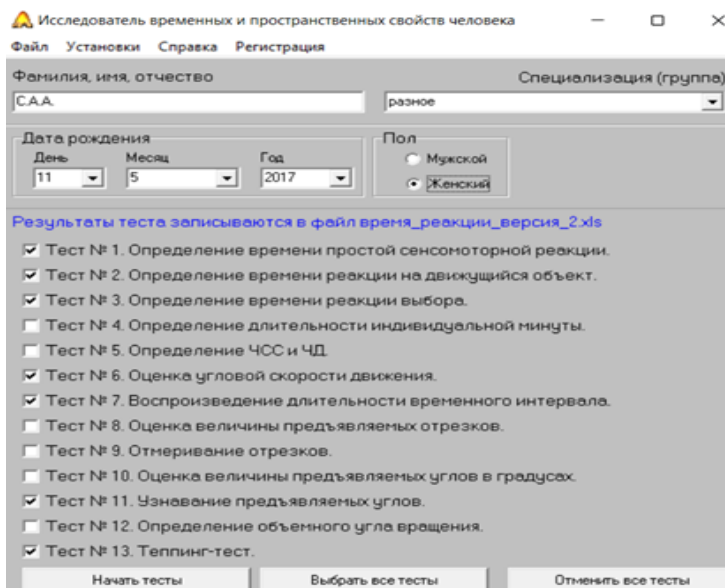 Исследователь временных и пространственных свойств человека
Файл Установки Справка Регистрация
Фамилия, имя, отчество Специализация (группа)
С.А.А. разное
Дата рождения Пол
День Месяц Год Мужской
11 5 2017 Женский
Результаты теста записываются в файл время_реакции_версия_2.xls
Тест № 1. Определение времени простой сенсомоторной реакции.
Тест № 2. Определение времени реакции на движущийся объект.
Тест № 3. Определение времени реакции выбора.
Тест № 4. Определение длительности индивидуальной минуты.
Тест № 5. Определение ЧСС и ЧД.
Тест № 6. Оценка угловой скорости движения.
Тест № 7. Воспроизведение длительности временного интервала.
Тест № 8. Оценка величины предъявляемых отрезков.
Тест № 9. Отмеривание отрезков.
Тест № 10. Оценка величины предъявляемых углов в градусах.
Тест № 11. Узнавание предъявляемых углов.
Тест № 12. Определение объемного угла вращения.
Тест № 13. Теппинг-тест.
Начать тесты Выбрать все тесты Отменить все тесты